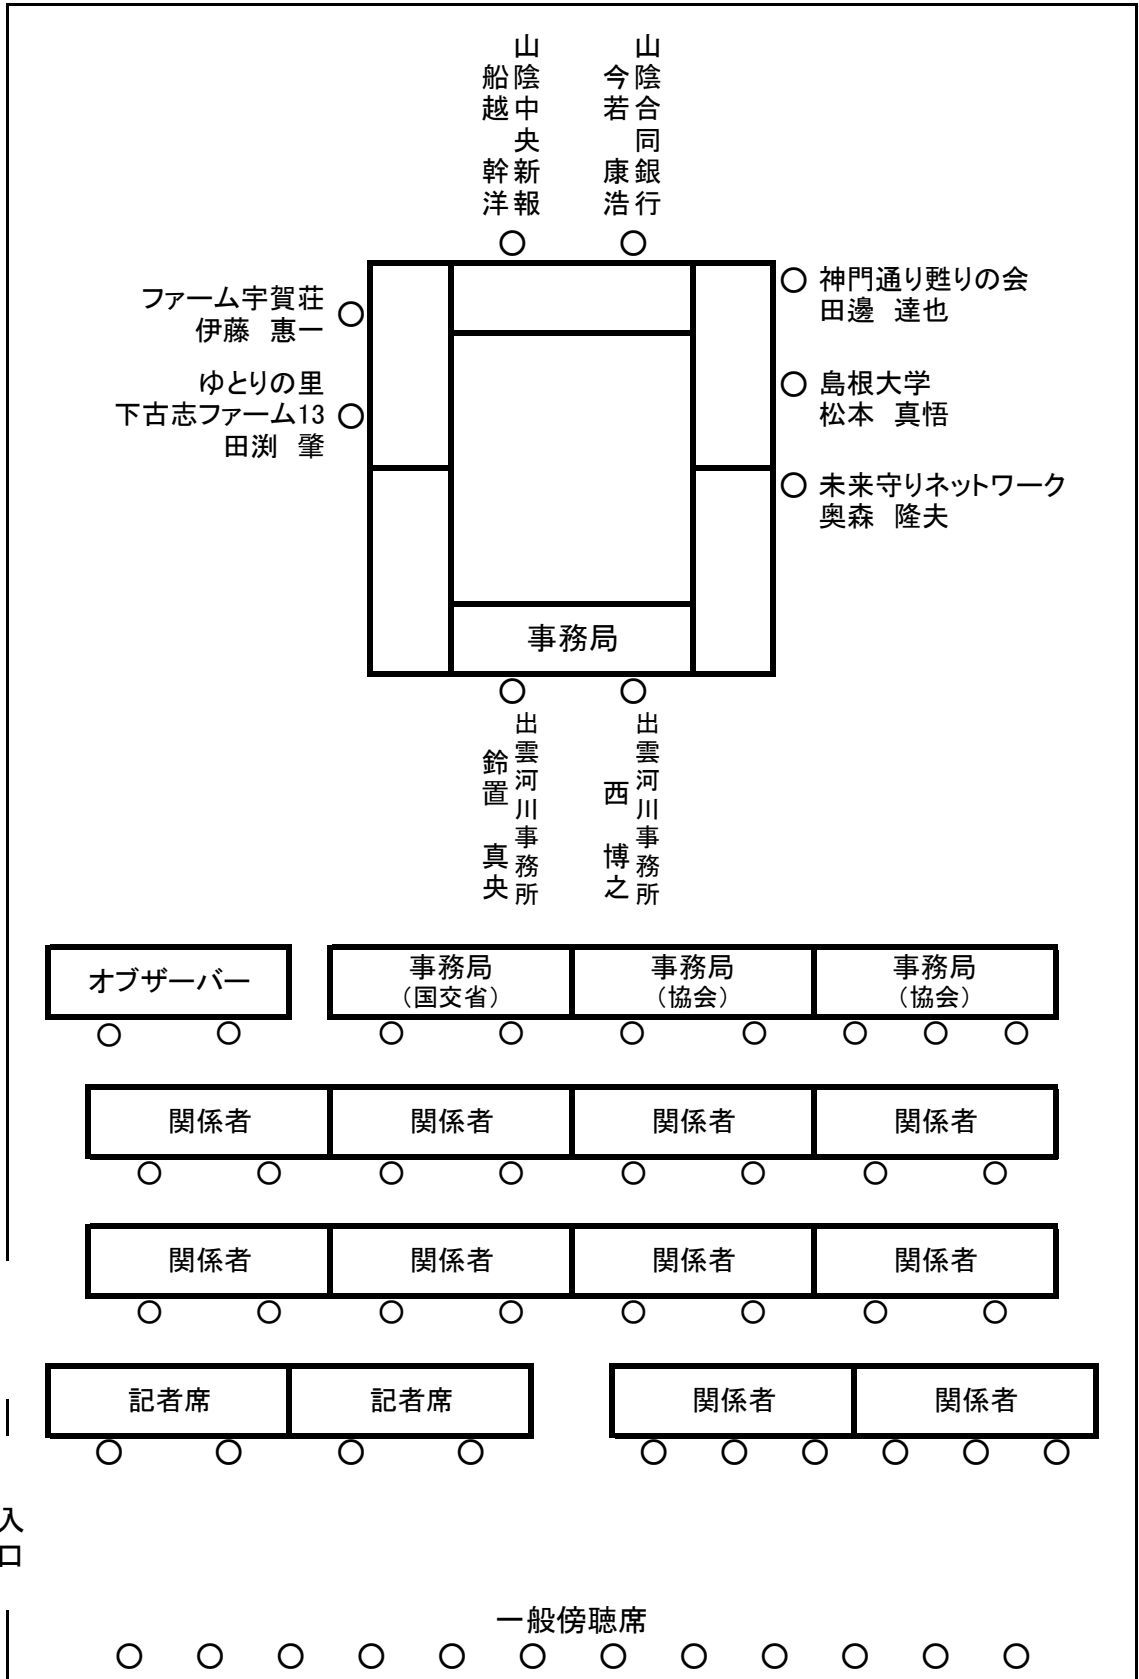 山陰合同銀行
今若　康浩
山陰中央新報
船越　幹洋
ファーム宇賀荘
伊藤　惠一
ゆとりの里
下古志ファーム13
田渕　肇
神門通り甦りの会
田邊　達也
島根大学
松本　真悟
未来守りネットワーク
奥森　隆夫
事務局
出雲河川事務所
西　博之
出雲河川事務所
鈴置　真央
オブザーバー
事務局
（国交省）
事務局
（協会）
事務局
（協会）
関係者
関係者
関係者
関係者
関係者
関係者
関係者
関係者
記者席
記者席
関係者
関係者
入口
一般傍聴席